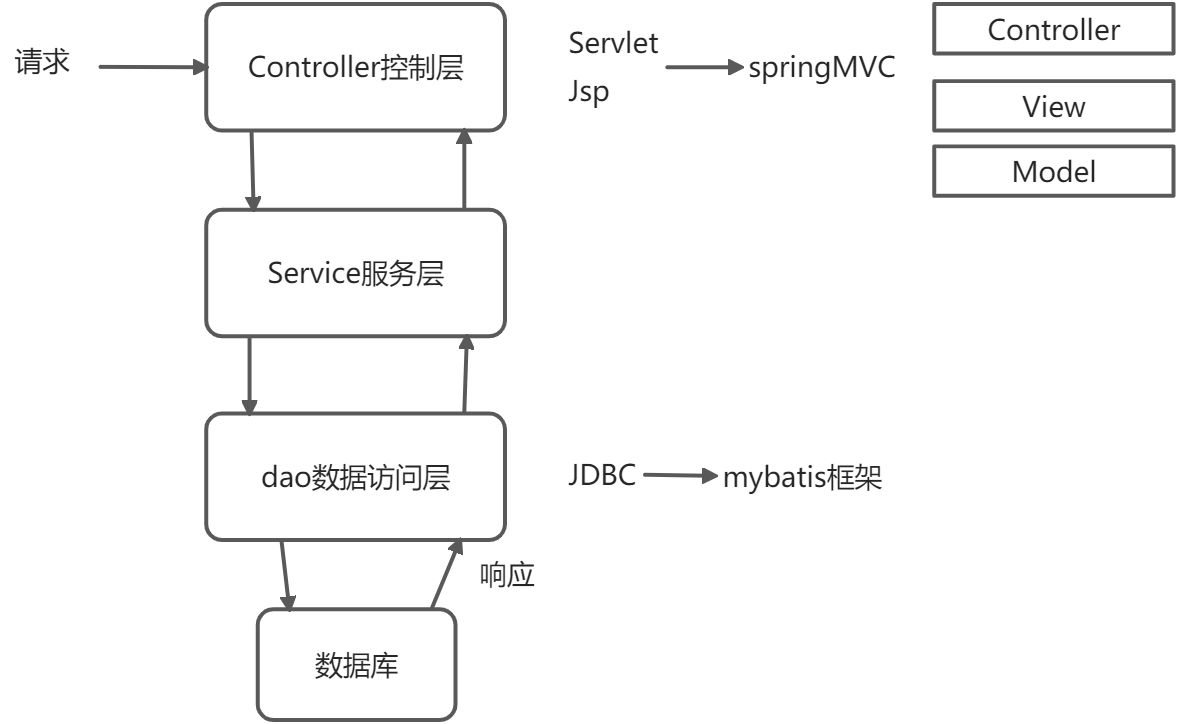 请求
Controller控制层
Servlet
Jsp
springMVC
Controller
View
Model
Service服务层
dao数据访问层
JDBC
mybatis框架
响应
数据库